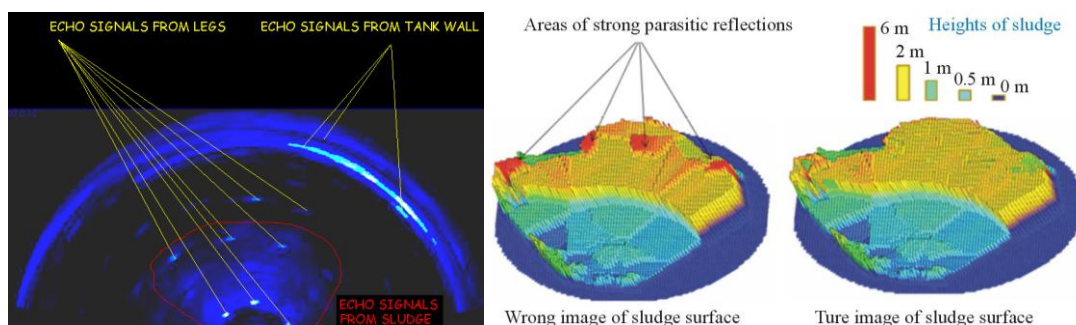 ECHO SIGNALS FROM LEGS
ECHO SIGNALS FROM TANK WALL
ECHO SIGNALS
FROM SLUDGE
Areas of strong parasitic reflections
6 m
Heights of sludge
2 m
1 m
0.5 m
0 m
Wrong image of sludge surface
Ture image of sludge surface